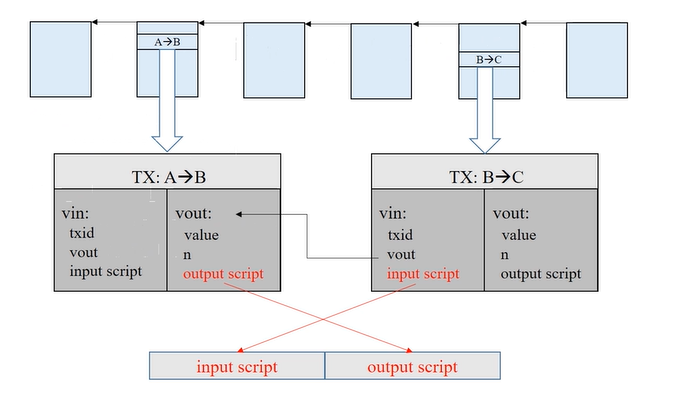 A→B
B→C
TX: A→B
TX: B→C
vin:
txid
vout
input script
vout:
value
n
output script
vin:
txid
vout
input script
vout:
value
n
output script
input script
output script